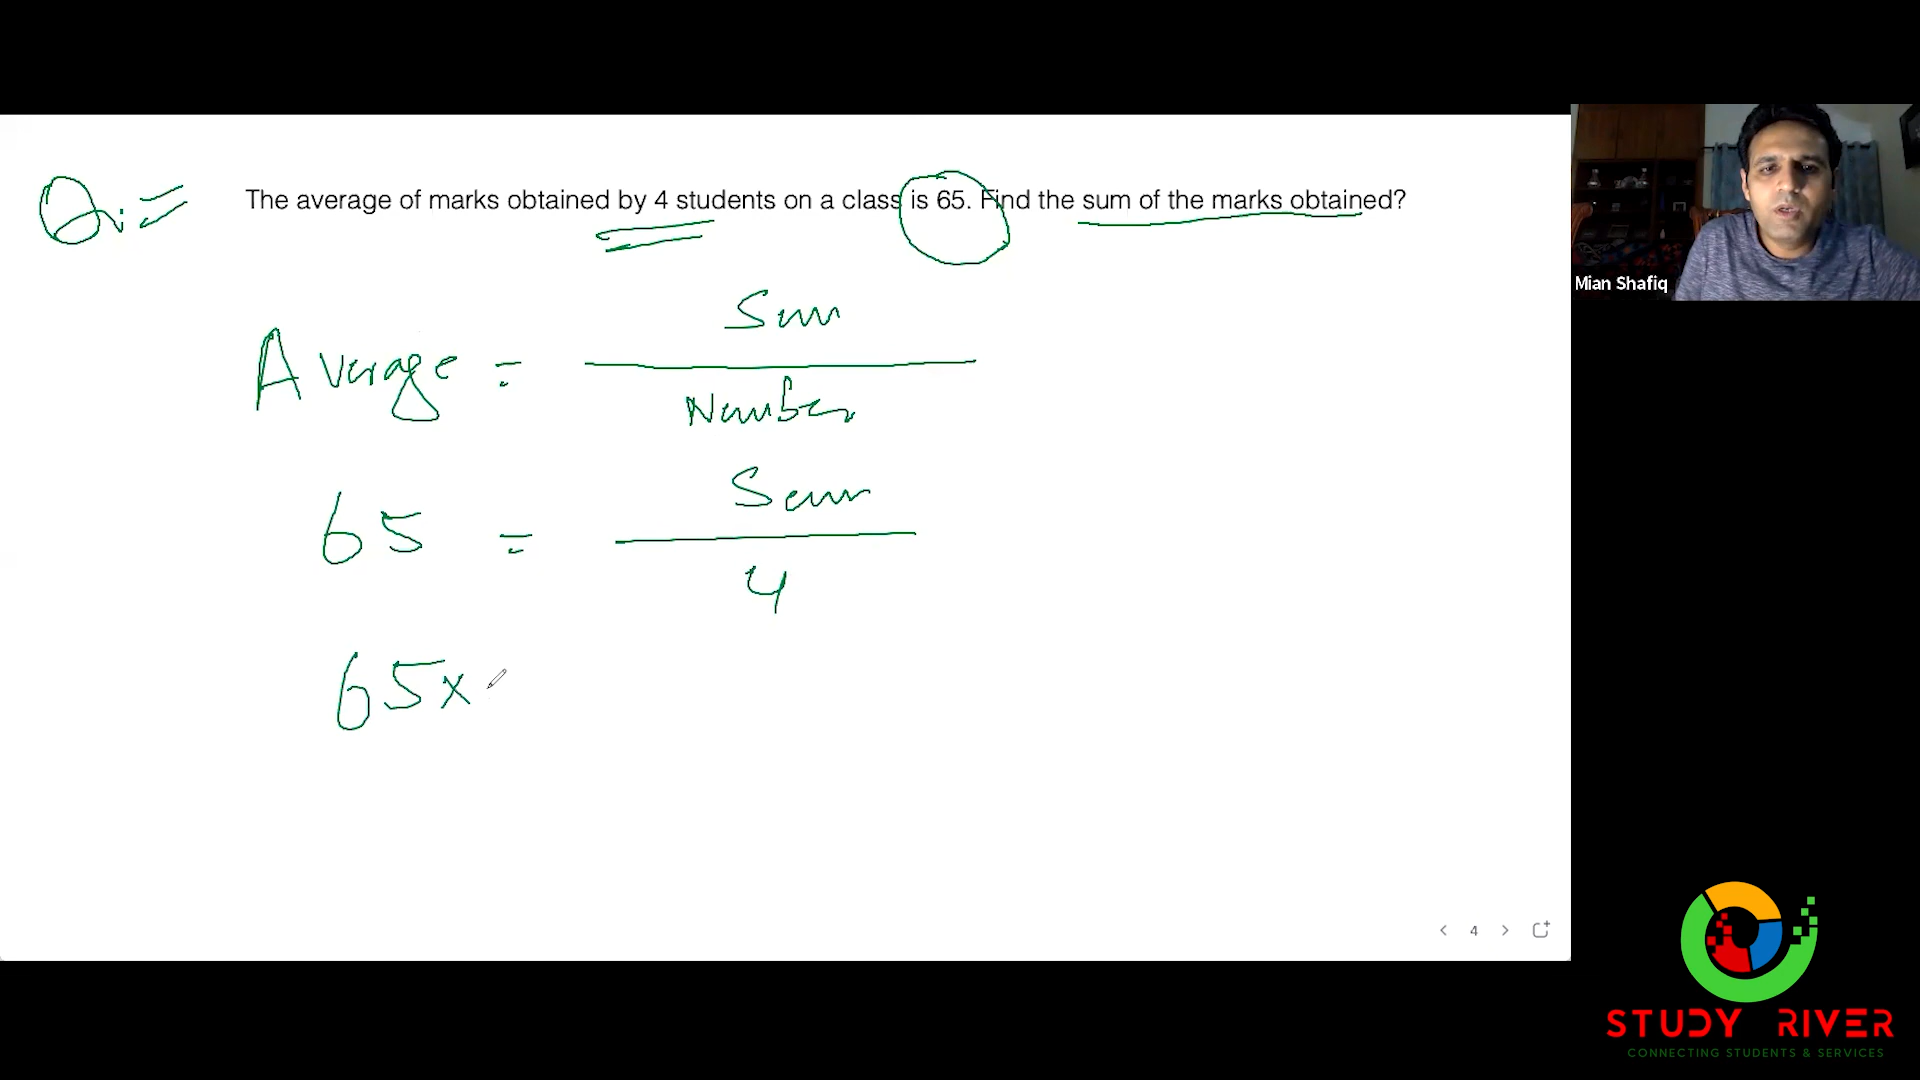 Q:=
The average of marks obtained by 4 students on a class is 65. Find the sum of the marks obtained?
Average = Sum
Number
65 = Sum
4
65x
Mian Shafiq
4
STUDY RIVER
CONNECTING STUDENTS & SERVICES